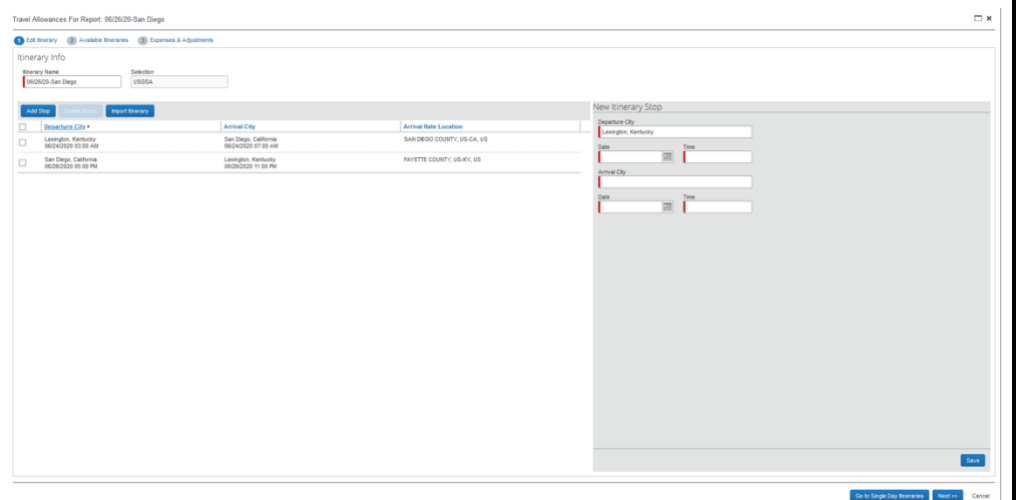 Travel Allowances For Report: 06/26/20-San Diego
1 Edit Itinerary 2 Available Itineraries 3 Expenses & Adjustments
Itinerary Info
Itinerary Name Selection
06/26/20-San Diego USGSA
Add Stop Import Itinerary
Departure City Arrival City Arrival Rate Location
Lexington, Kentucky San Diego, California SAN DIEGO COUNTY, US-CA, US
06/24/2020 03:00 AM 06/24/2020 07:00 AM
San Diego, California Lexington, Kentucky FAYETTE COUNTY, US-KY, US
06/26/2020 05:00 PM 06/26/2020 11:00 PM
New Itinerary Stop
Departure City
Lexington, Kentucky
Date Time
Arrival City
Date Time
Save
Go to Single Day Itineraries Next >> Cancel